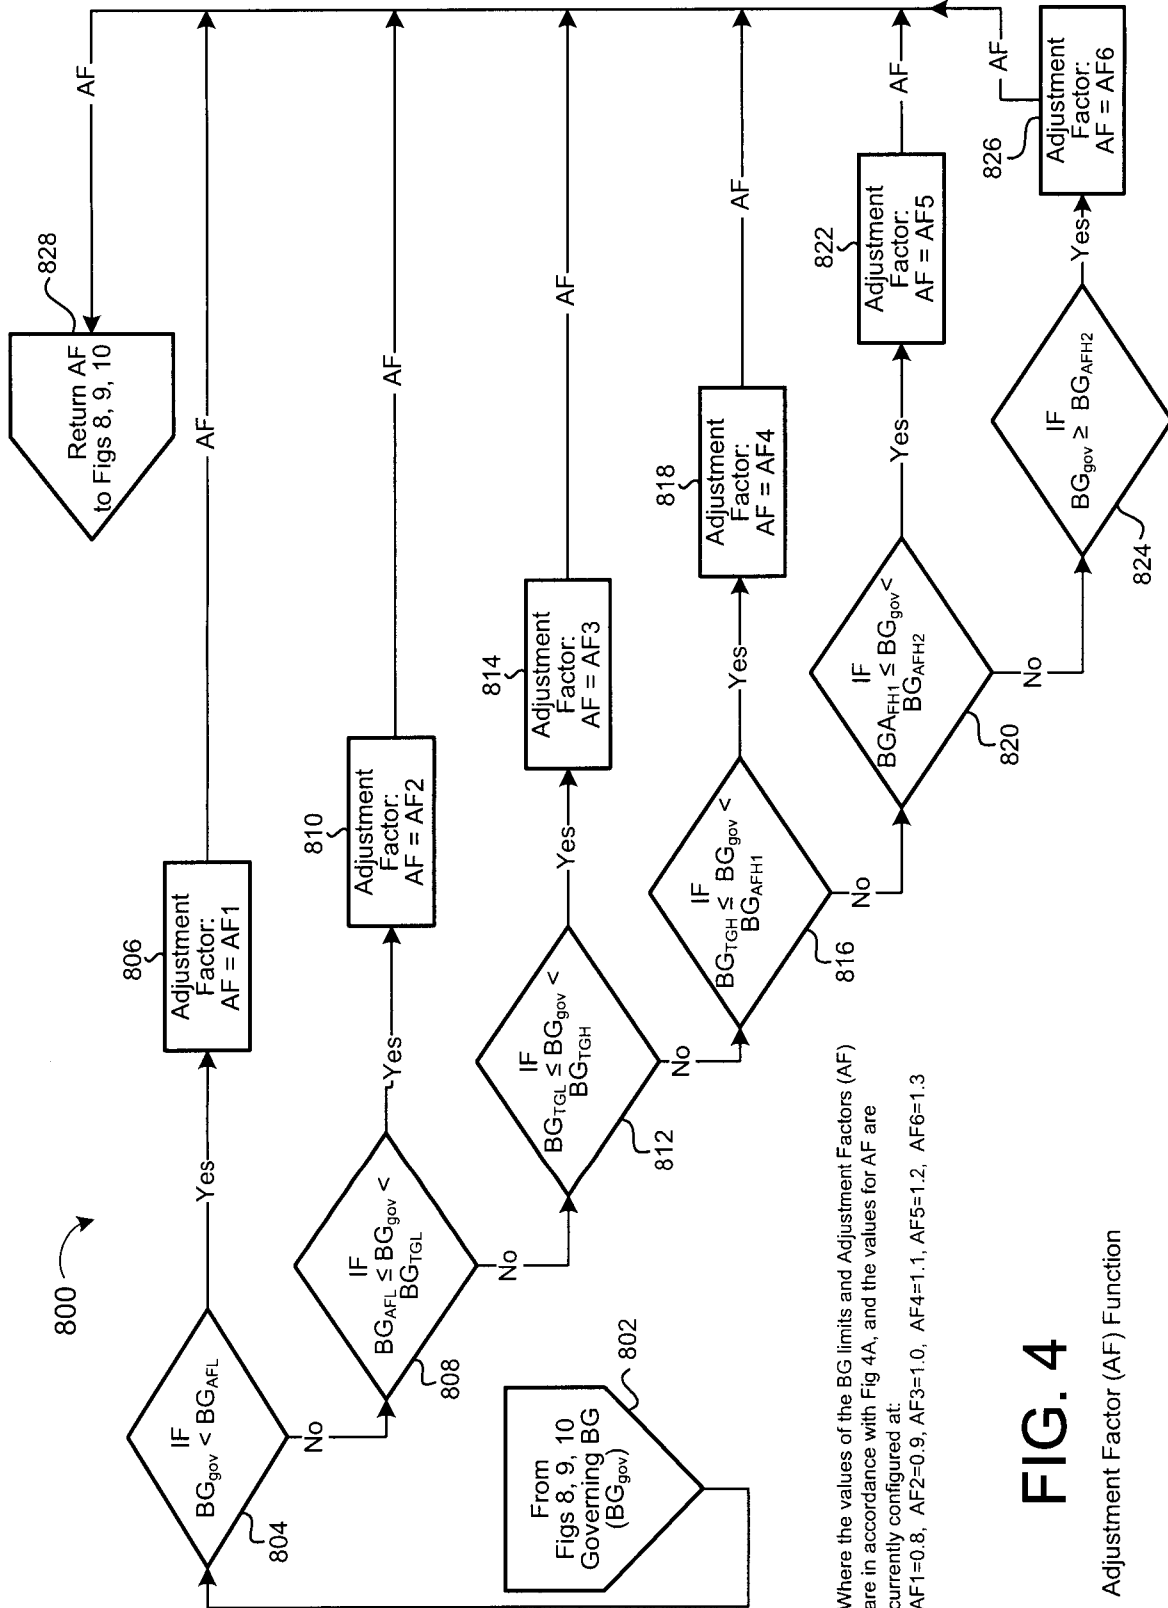 800
IF
BGgov < BGAFL
804
Yes
No
806
Adjustment
Factor:
AF = AF1
AF
AF
828
Return AF
to Figs 8, 9, 10
IF
BGAFL ≤ BGgov <
BGTGL
808
Yes
No
810
Adjustment
Factor:
AF = AF2
AF
From
Figs 8, 9, 10
Governing BG
(BGgov)
802
IF
BGTGL ≤ BGgov <
BGTGH
812
Yes
No
814
Adjustment
Factor:
AF = AF3
AF
IF
BGTGH ≤ BGgov <
BGAFH1
816
Yes
No
818
Adjustment
Factor:
AF = AF4
AF
IF
BGAFH1 ≤ BGgov <
BGAFH2
820
Yes
No
822
Adjustment
Factor:
AF = AF5
AF
IF
BGgov ≥ BGAFH2
824
Yes
826
Adjustment
Factor:
AF = AF6
AF
Where the values of the BG limits and Adjustment Factors (AF)
are in accordance with Fig 4A, and the values for AF are
currently configured at:
AF1=0.8, AF2=0.9, AF3=1.0, AF4=1.1, AF5=1.2, AF6=1.3
FIG. 4
Adjustment Factor (AF) Function